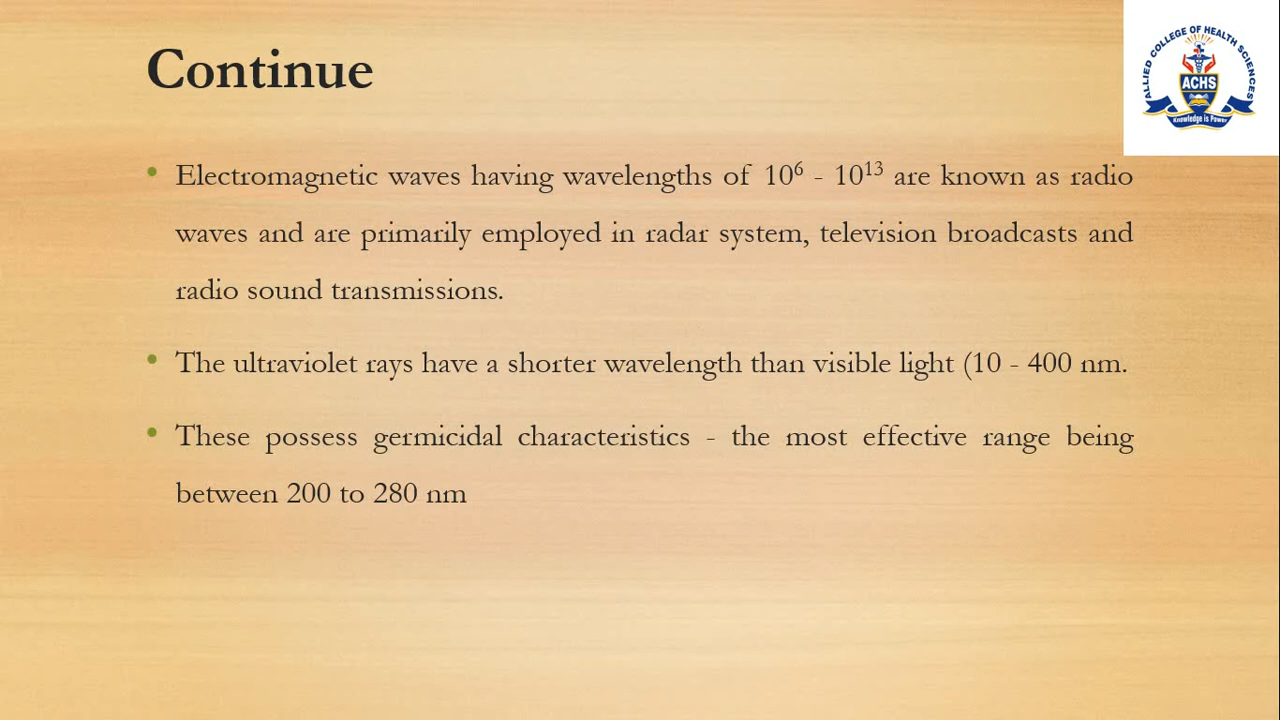 Continue
ALLIED COLLEGE OF HEALTH SCIENCES
ACHS
Knowledge is Power
• Electromagnetic waves having wavelengths of 10⁶ - 10¹³ are known as radio
waves and are primarily employed in radar system, television broadcasts and
radio sound transmissions.
• The ultraviolet rays have a shorter wavelength than visible light (10 - 400 nm.
• These possess germicidal characteristics - the most effective range being
between 200 to 280 nm